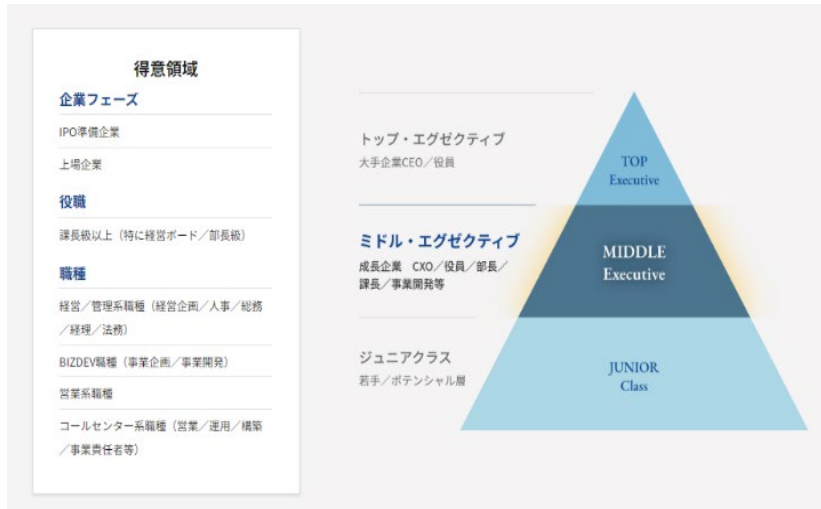 得意領域
企業フェーズ
IPO準備企業
上場企業
役職
課長級以上（特に経営ボード／部長級）
職種
経営／管理系職種（経営企画／人事／総務
／経理／法務）
BIZDEV職種（事業企画／事業開発）
営業系職種
コールセンター系職種（営業／運用／構築
／事業責任者等）
トップ・エグゼクティブ
大手企業CEO／役員
ミドル・エグゼクティブ
成長企業　CXO／役員／部長／
課長／事業開発等
ジュニアクラス
若手／ポテンシャル層
TOP
Executive
MIDDLE
Executive
JUNIOR
Class